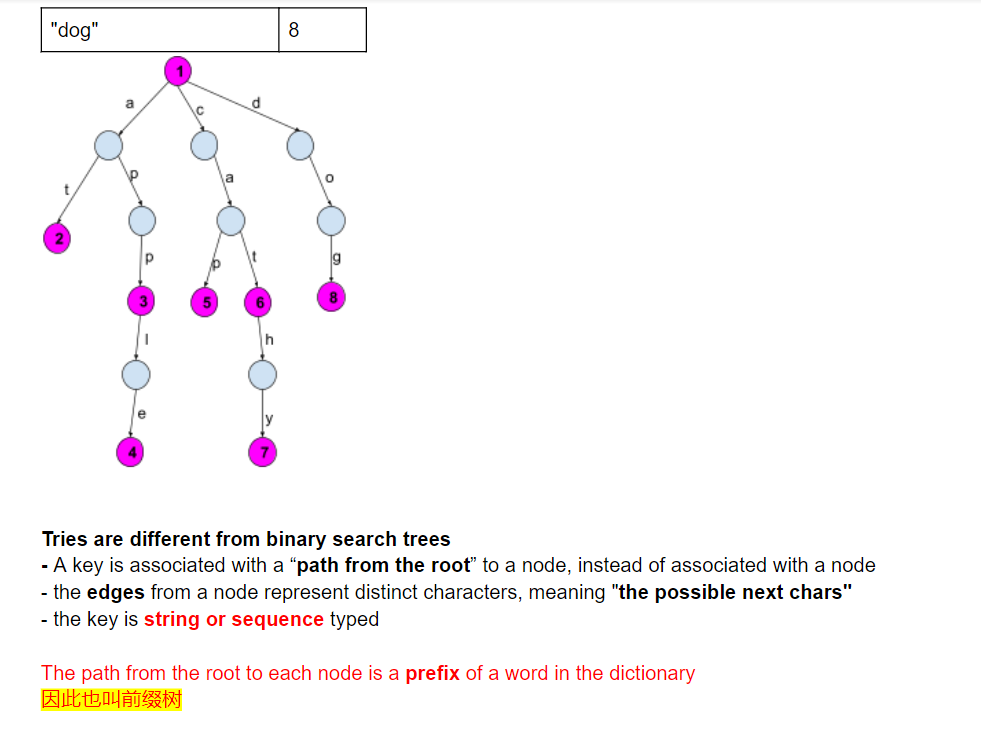 "dog" 8
1
a c d
t p a o
2
p p t g
3 5 6 8
l h
e y
4 7
Tries are different from binary search trees
- A key is associated with a “path from the root” to a node, instead of associated with a node
- the edges from a node represent distinct characters, meaning "the possible next chars"
- the key is string or sequence typed
The path from the root to each node is a prefix of a word in the dictionary
因此也叫前缀树